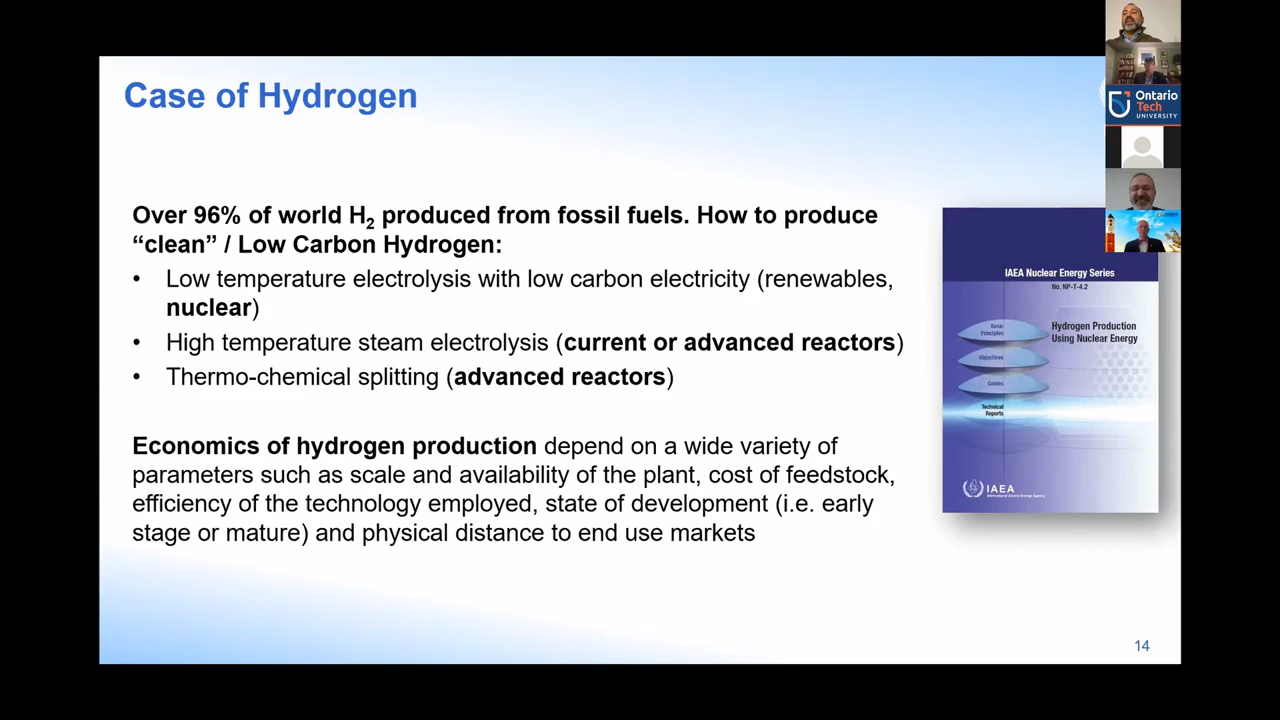 Case of Hydrogen
Ontario
Tech
UNIVERSITY
Over 96% of world H2 produced from fossil fuels. How to produce
“clean” / Low Carbon Hydrogen:
• Low temperature electrolysis with low carbon electricity (renewables,
nuclear)
• High temperature steam electrolysis (current or advanced reactors)
• Thermo-chemical splitting (advanced reactors)
Economics of hydrogen production depend on a wide variety of
parameters such as scale and availability of the plant, cost of feedstock,
efficiency of the technology employed, state of development (i.e. early
stage or mature) and physical distance to end use markets
IAEA Nuclear Energy Series
No. NP-T-4.2
Basic
Principles
Hydrogen Production
Using Nuclear Energy
Objectives
Guides
Technical
Reports
IAEA
International Atomic Energy Agency
14